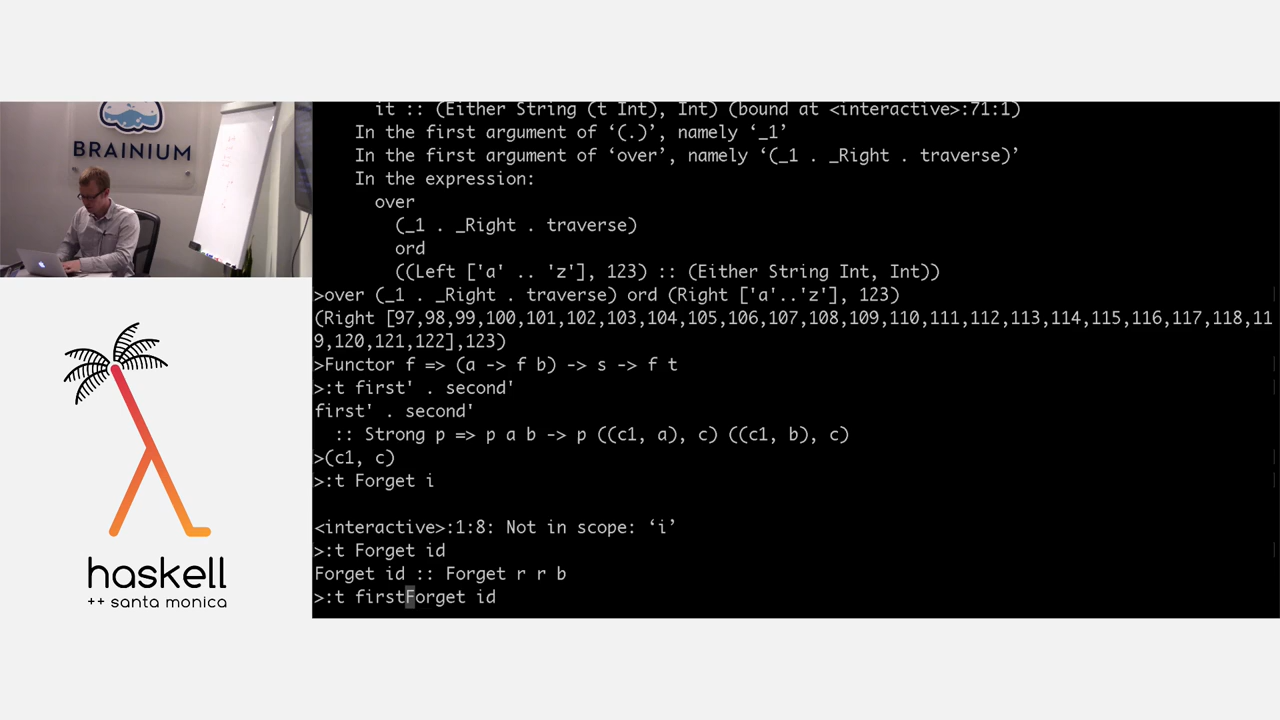 BRAINIUM
it :: (Either String (t Int), Int) (bound at <interactive>:71:1)
In the first argument of ‘(.)’, namely ‘_1’
In the first argument of ‘over’, namely ‘(_1 . _Right . traverse)’
In the expression:
over
(_1 . _Right . traverse)
ord
((Left ['a' .. 'z'], 123) :: (Either String Int, Int))
>over (_1 . _Right . traverse) ord (Right ['a'..'z'], 123)
(Right [97,98,99,100,101,102,103,104,105,106,107,108,109,110,111,112,113,114,115,116,117,118,11
9,120,121,122],123)
>Functor f => (a -> f b) -> s -> f t
>:t first' . second'
first' . second'
:: Strong p => p a b -> p ((c1, a), c) ((c1, b), c)
>(c1, c)
>:t Forget i
<interactive>:1:8: Not in scope: ‘i’
>:t Forget id
Forget id :: Forget r r b
>:t firstForget id
haskell
++ santa monica